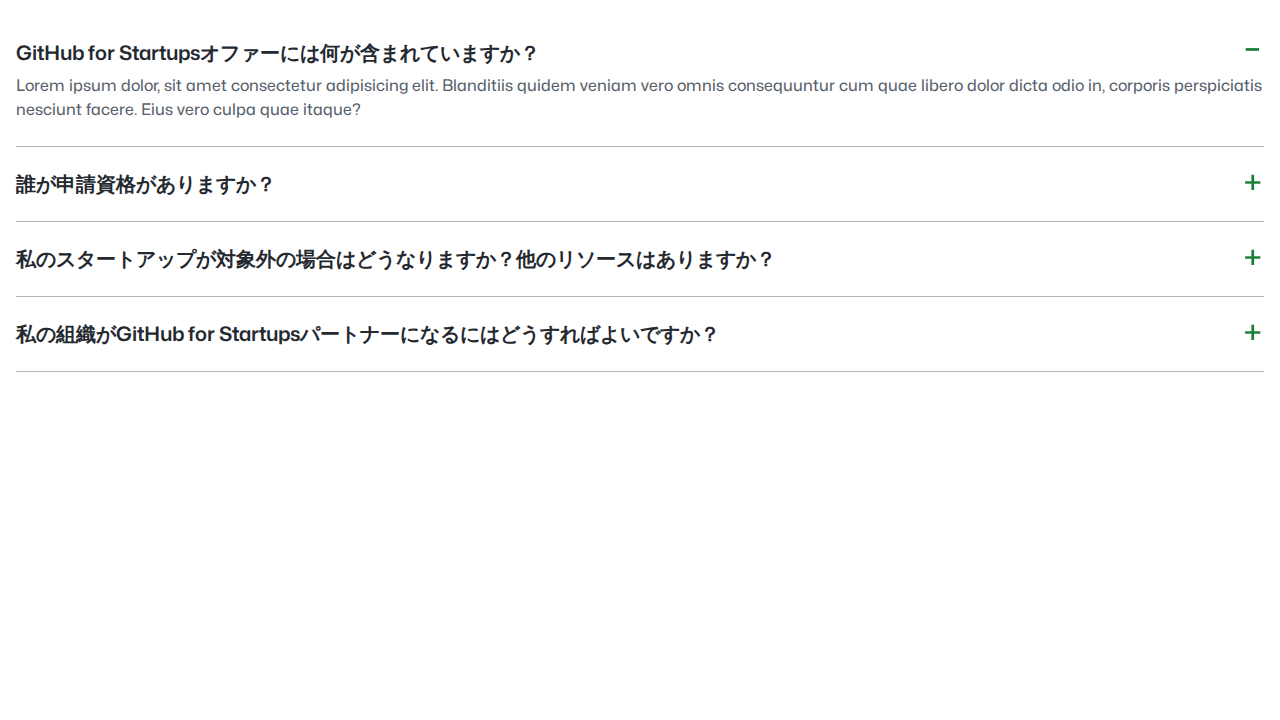 GitHub for Startupsオファーには何が含まれていますか？
Lorem ipsum dolor, sit amet consectetur adipisicing elit. Blanditiis quidem veniam vero omnis consequuntur cum quae libero dolor dicta odio in, corporis perspiciatis
nesciunt facere. Eius vero culpa quae itaque?
誰が申請資格がありますか？
私のスタートアップが対象外の場合はどうなりますか？他のリソースはありますか？
私の組織がGitHub for Startupsパートナーになるにはどうすればよいですか？